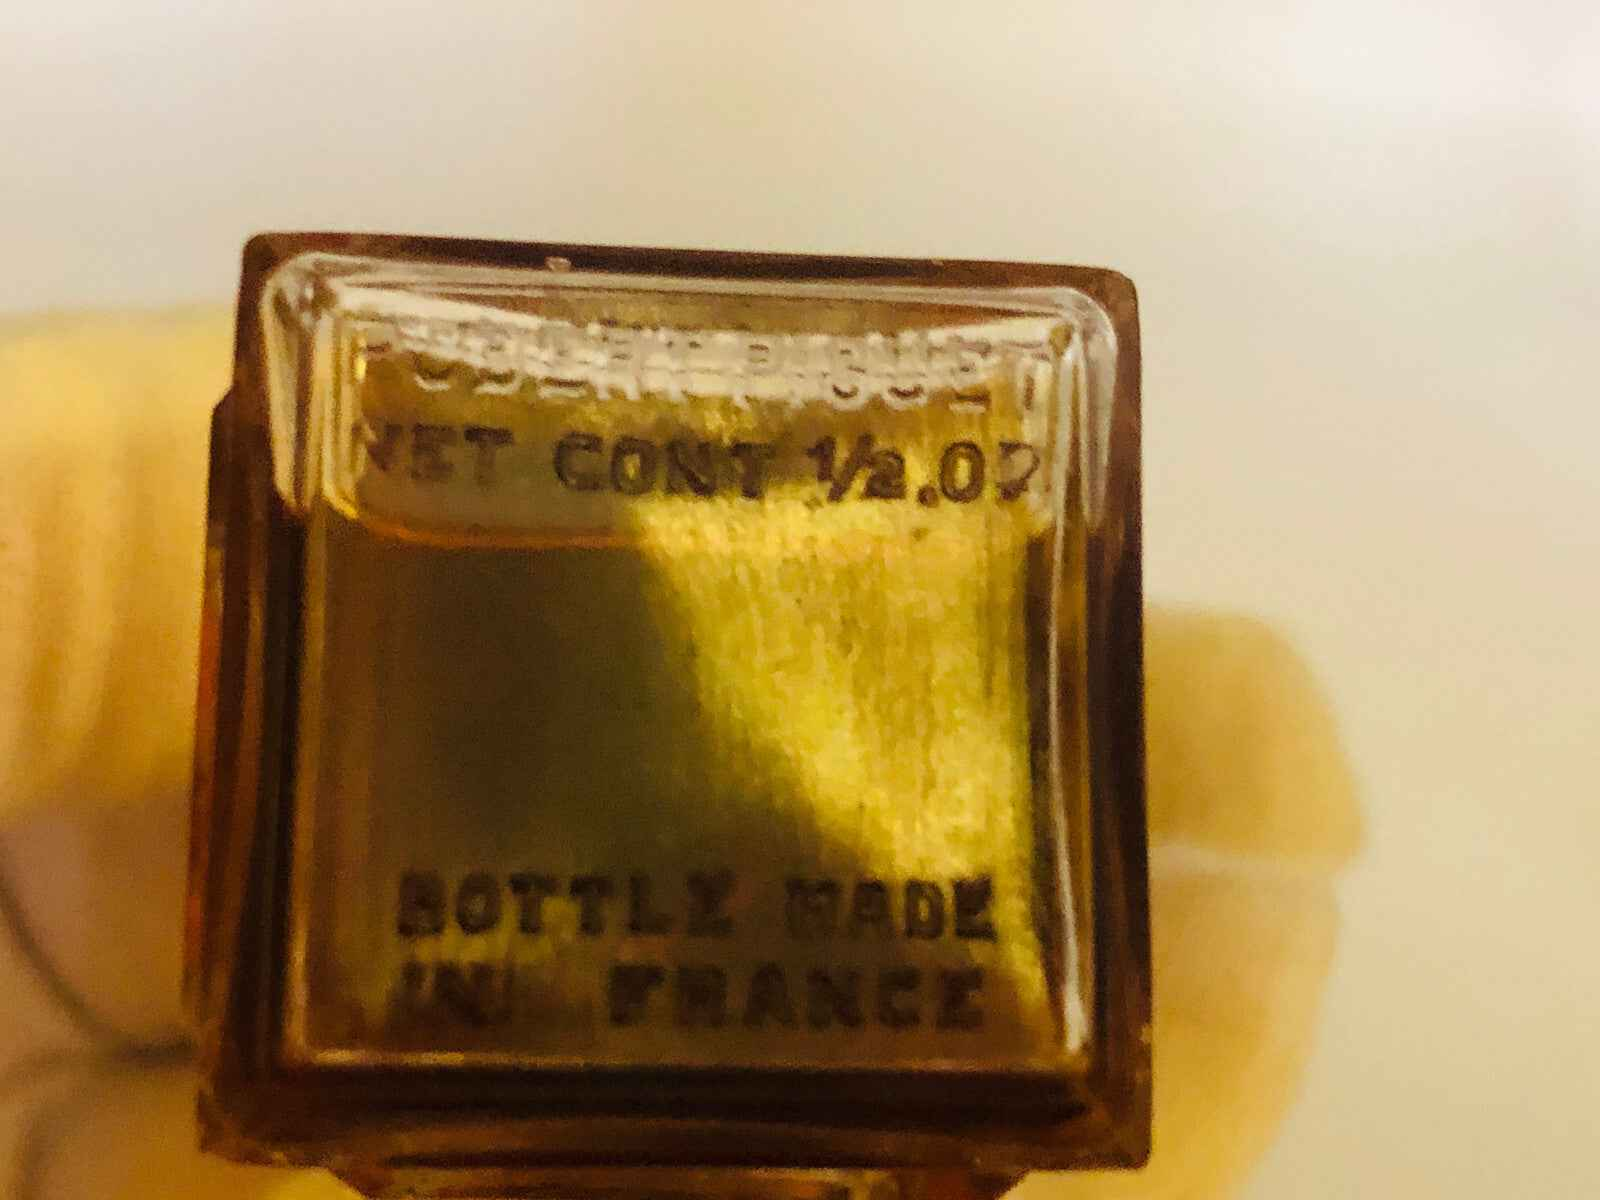 NET CONT 1/2.OZ
BOTTLE MADE
IN FRANCE